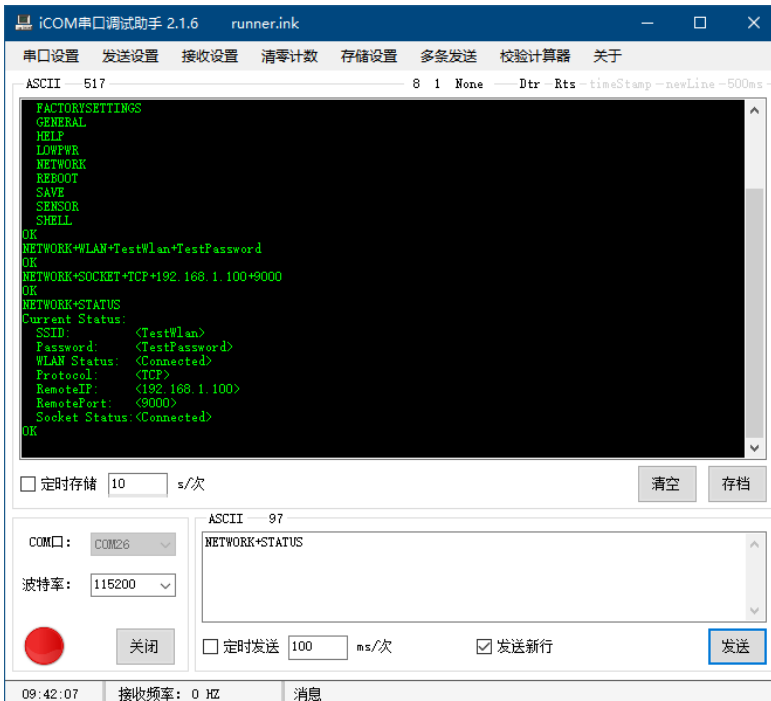 iCOM串口调试助手 2.1.6 runner.ink
串口设置 发送设置 接收设置 清零计数 存储设置 多条发送 校验计算器 关于
ASCII 517 8 1 None Dtr Rts timeStamp newLine 500ms
FACTORYSETTINGS
GENERAL
HELP
LOWPWR
NETWORK
REBOOT
SAVE
SENSOR
SHELL
OK
NETWORK+WLAN+TestWlan+TestPassword
OK
NETWORK+SOCKET+TCP+192.168.1.100+9000
OK
NETWORK+STATUS
Current Status:
SSID: <TestWlan>
Password: <TestPassword>
WLAN Status: <Connected>
Protocol: <TCP>
RemoteIP: <192.168.1.100>
RemotePort: <9000>
Socket Status:<Connected>
OK
定时存储 10 s/次 清空 存档
ASCII 97
COM口: COM26
NETWORK+STATUS
波特率: 115200
关闭 定时发送 100 ms/次 发送新行 发送
09:42:07 接收频率: 0 HZ 消息